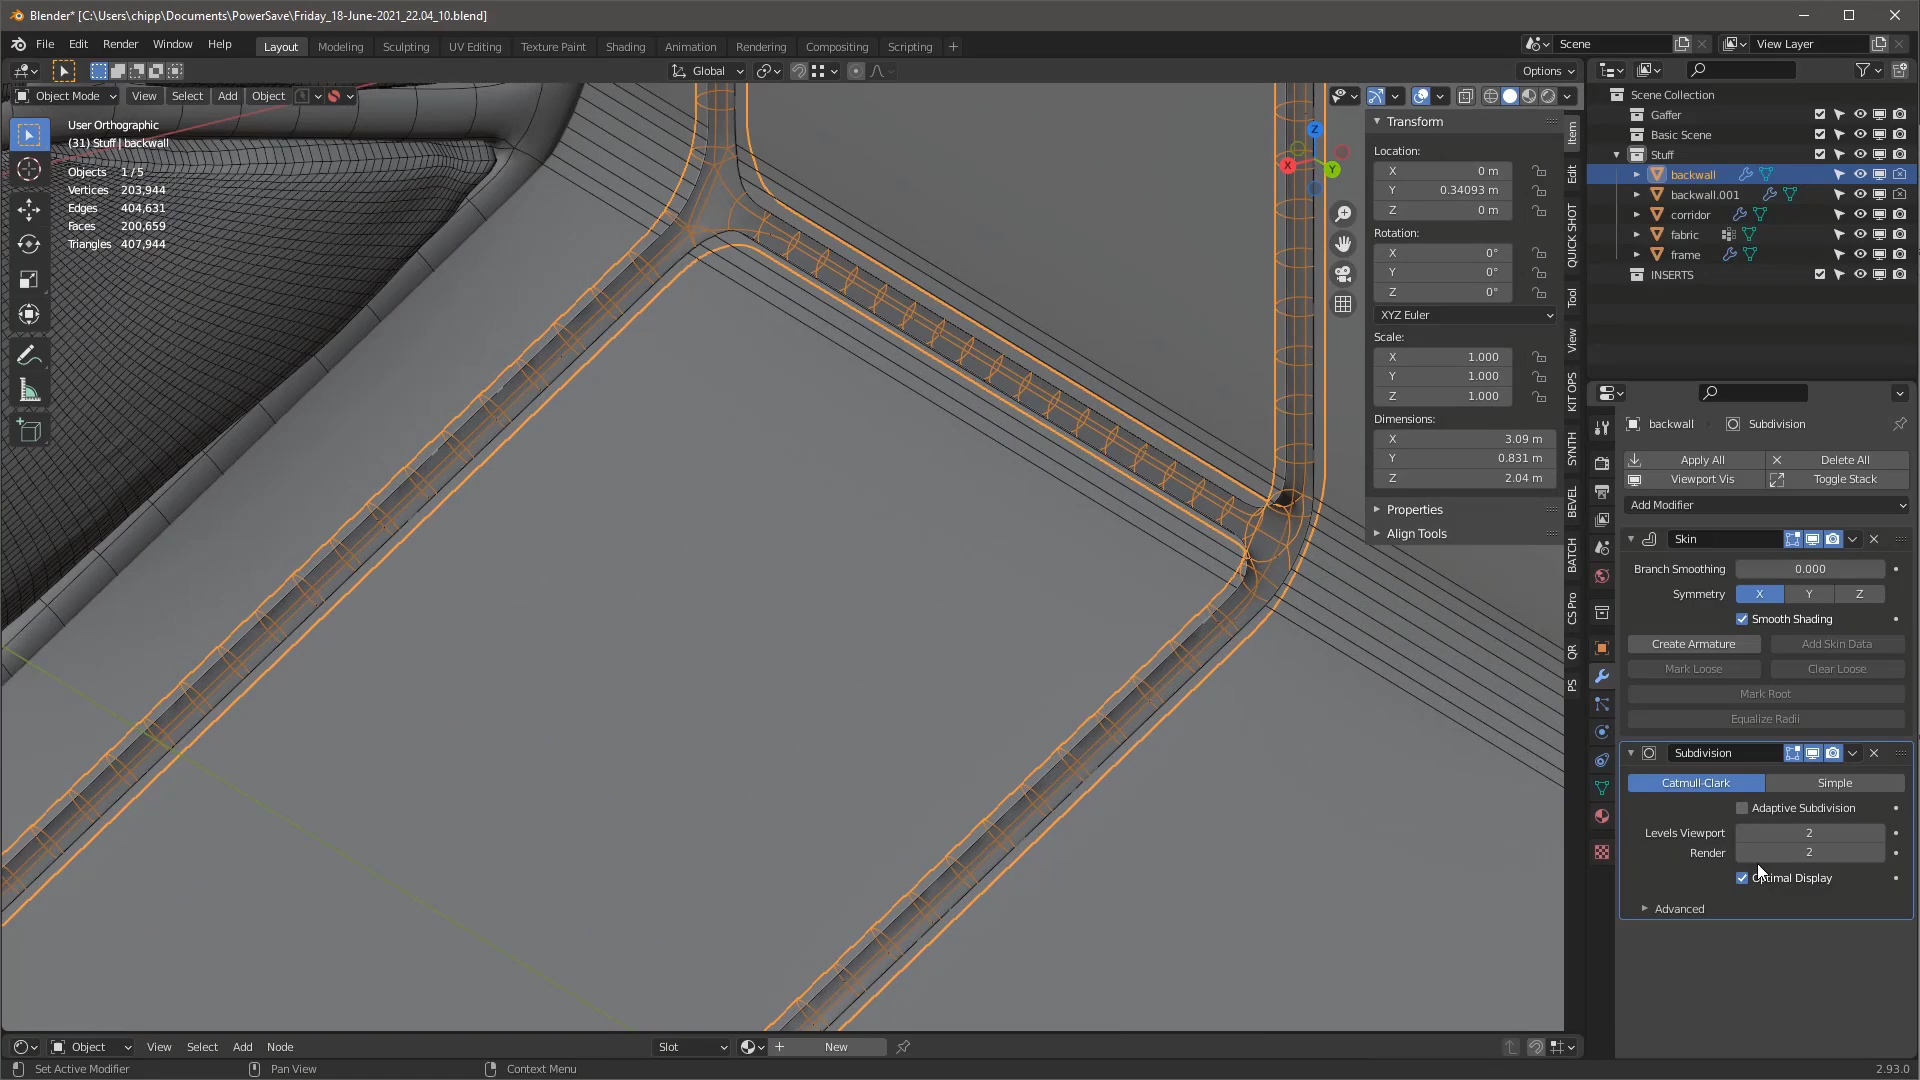 Blender* [C:\Users\chipp\Documents\PowerSave\Friday_18-June-2021_22.04_10.blend]
File Edit Render Window Help Layout Modeling Sculpting UV Editing Texture Paint Shading Animation Rendering Compositing Scripting + Scene View Layer
Global Options
Object Mode View Select Add Object
User Orthographic
(31) Stuff | backwall
Objects 1/5
Vertices 203,944
Edges 404,631
Faces 200,659
Triangles 407,944
Z
X
Y
Transform
Location:
X 0 m
Y 0.34093 m
Z 0 m
Rotation:
X 0°
Y 0°
Z 0°
XYZ Euler
Scale:
X 1.000
Y 1.000
Z 1.000
Dimensions:
X 3.09 m
Y 0.831 m
Z 2.04 m
Properties
Align Tools
Item
Edit
QUICK SHOT
Tool
View
KIT OPS
SYNTH
BEVEL
BATCH
CS Pro
QR
PS
Scene Collection
Gaffer
Basic Scene
Stuff
backwall
backwall.001
corridor
fabric
frame
INSERTS
backwall Subdivision
Apply All Delete All
Viewport Vis Toggle Stack
Add Modifier
Skin
Branch Smoothing 0.000
Symmetry X Y Z
Smooth Shading
Create Armature Add Skin Data
Mark Loose Clear Loose
Mark Root
Equalize Radii
Subdivision
Catmull-Clark Simple
Adaptive Subdivision
Levels Viewport 2
Render 2
Display
Advanced
Object View Select Add Node Slot + New
Set Active Modifier Pan View Context Menu 2.93.0